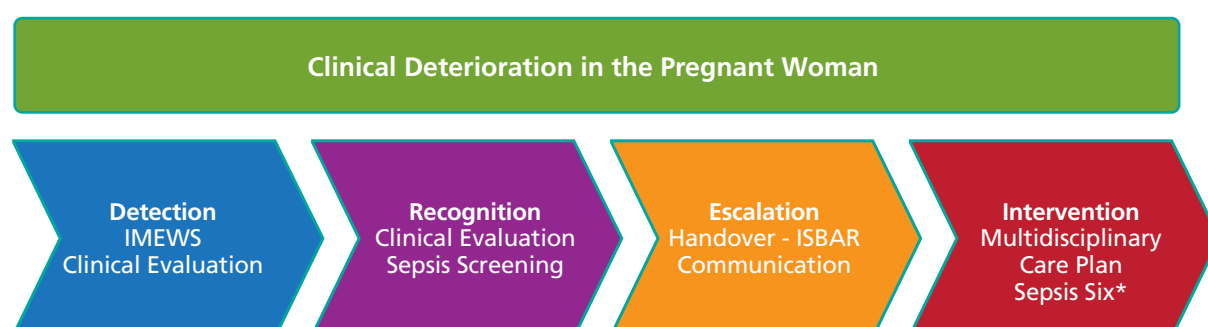 Clinical Deterioration in the Pregnant Woman
Detection
IMEWS
Clinical Evaluation
Recognition
Clinical Evaluation
Sepsis Screening
Escalation
Handover - ISBAR
Communication
Intervention
Multidisciplinary
Care Plan
Sepsis Six*